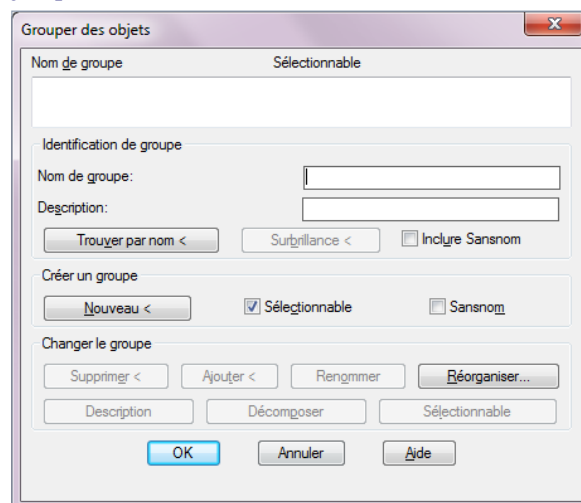 Grouper des objets
Nom de groupe Sélectionnable
Identification de groupe
Nom de groupe:
Description:
Trouver par nom < Surbrillance < Inclure Sansnom
Créer un groupe
Nouveau < Sélectionnable Sansnom
Changer le groupe
Supprimer < Ajouter < Renommer Réorganiser...
Description Décomposer Sélectionnable
OK Annuler Aide